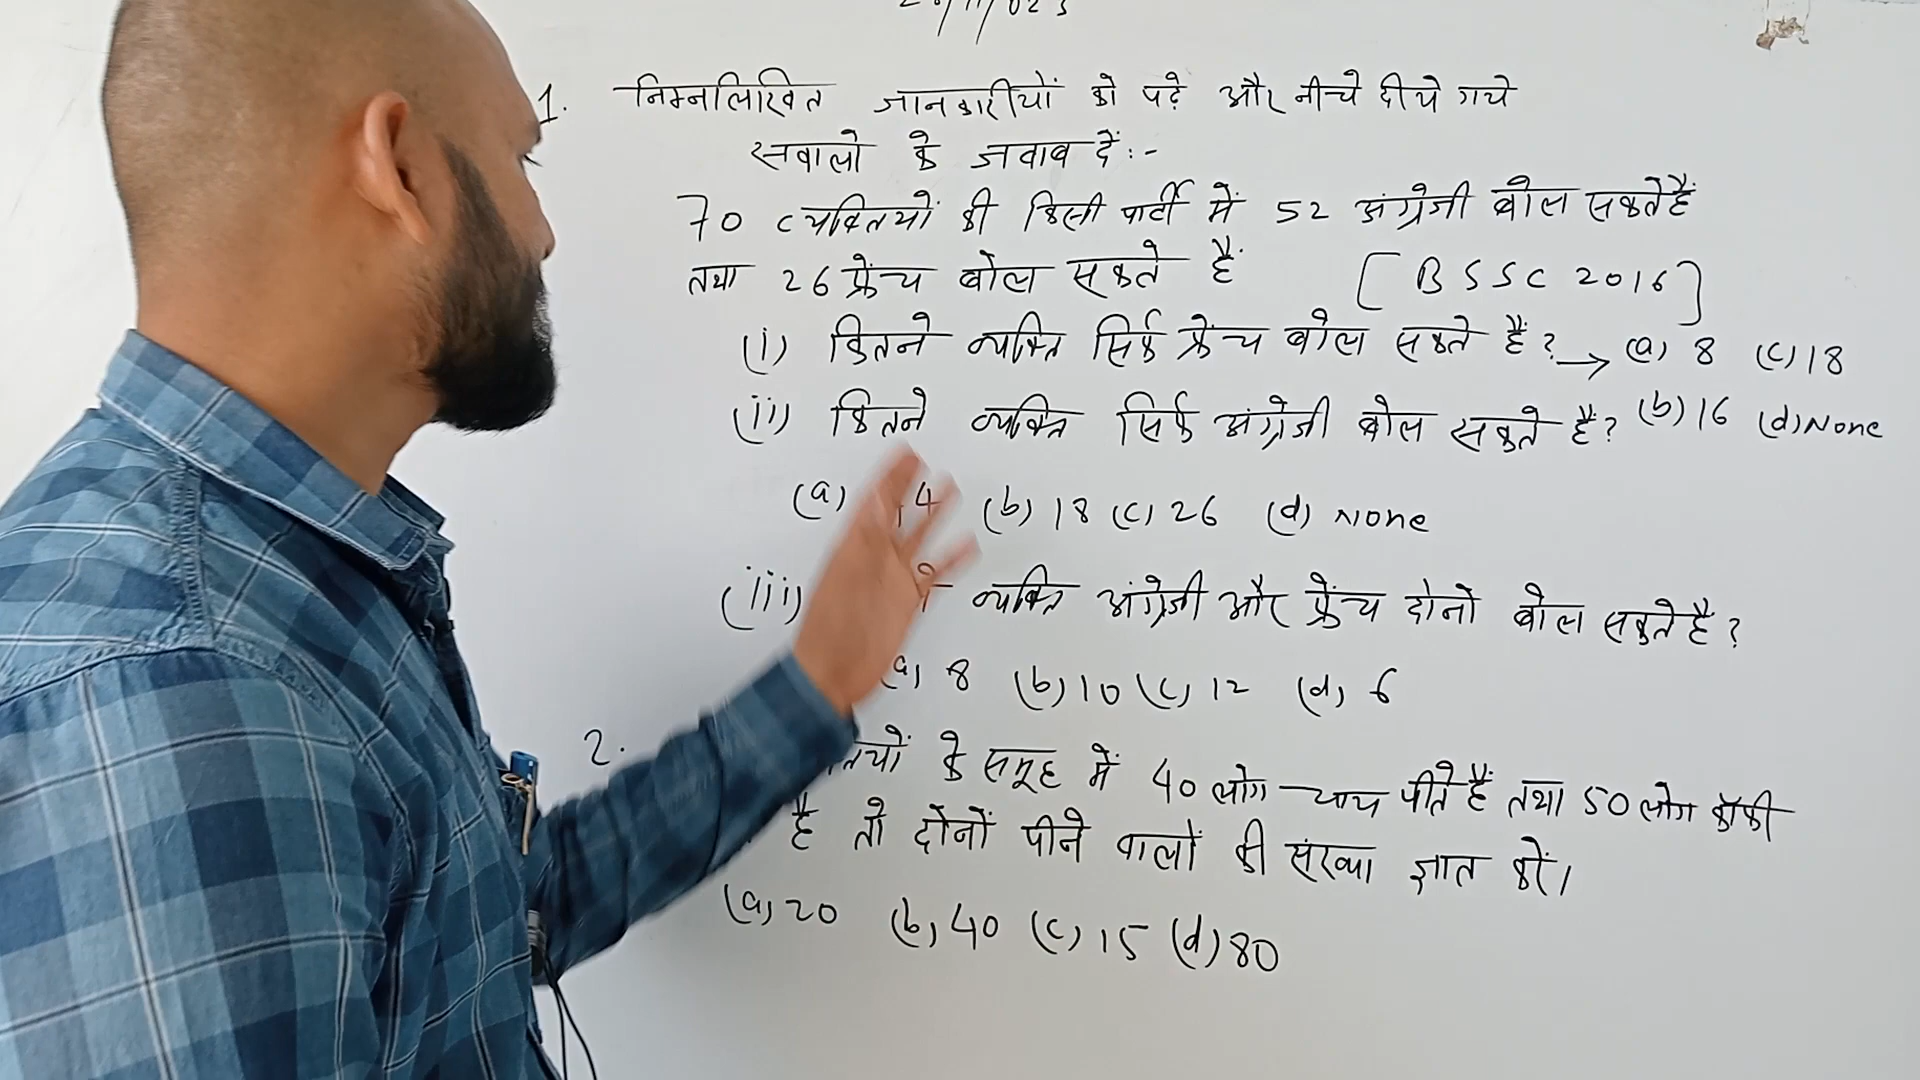 1. निम्नलिखित जानकारीयों को पढ़े और नीचे दीये गये
सवालो के जवाब दें:-
70 व्यक्तियों की किसी पार्टी में 52 अंग्रेजी बोल सकते हैं
तथा 26 फ्रेंच बोल सकते हैं [BSSC 2016]
(i) कितने व्यक्ति सिर्फ फ्रेंच बोल सकते हैं? → (a) 8 (c) 18
(ii) कितने व्यक्ति सिर्फ अंग्रेजी बोल सकते हैं? (b) 16 (d) None
(a) (b) 18 (c) 26 (d) None
(iii) व्यक्ति अंग्रेजी और फ्रेंच दोनो बोल सकते हैं?
(a) 8 (b) 10 (c) 12 (d) 6
2. के समूह में 40 लोग चाय पीते हैं तथा 50 लोग कॉफी
है तो दोनों पीने वालों की संख्या ज्ञात करें।
(a) 20 (b) 40 (c) 15 (d) 80